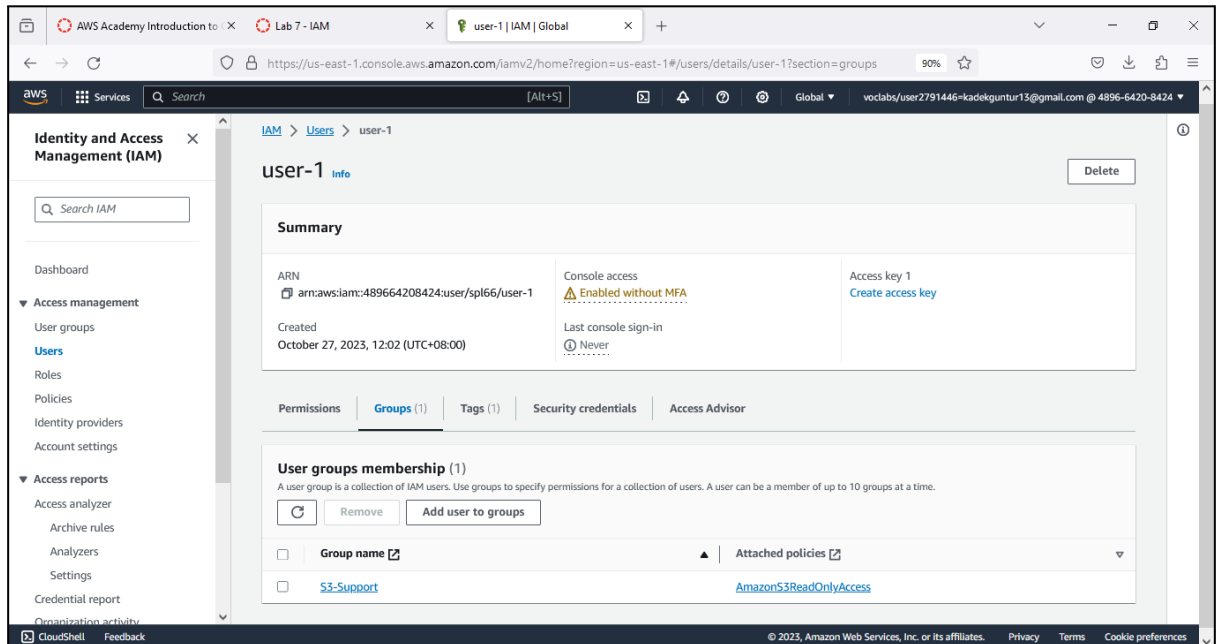 AWS Academy Introduction to C
Lab 7 - IAM
user-1 | IAM | Global
https://us-east-1.console.aws.amazon.com/iamv2/home?region=us-east-1#/users/details/user-1?section=groups
90%
aws
Services
Search
[Alt+S]
Global
voclabs/user2791446=kadekguntur13@gmail.com @ 4896-6420-8424
Identity and Access
Management (IAM)
Search IAM
Dashboard
Access management
User groups
Users
Roles
Policies
Identity providers
Account settings
Access reports
Access analyzer
Archive rules
Analyzers
Settings
Credential report
Organization activity
IAM > Users > user-1
user-1 Info
Delete
Summary
ARN
arn:aws:iam::489664208424:user/spl66/user-1
Created
October 27, 2023, 12:02 (UTC+08:00)
Console access
Enabled without MFA
Last console sign-in
Never
Access key 1
Create access key
Permissions
Groups (1)
Tags (1)
Security credentials
Access Advisor
User groups membership (1)
A user group is a collection of IAM users. Use groups to specify permissions for a collection of users. A user can be a member of up to 10 groups at a time.
Remove
Add user to groups
Group name
Attached policies
S3-Support
AmazonS3ReadOnlyAccess
CloudShell
Feedback
© 2023, Amazon Web Services, Inc. or its affiliates.
Privacy
Terms
Cookie preferences